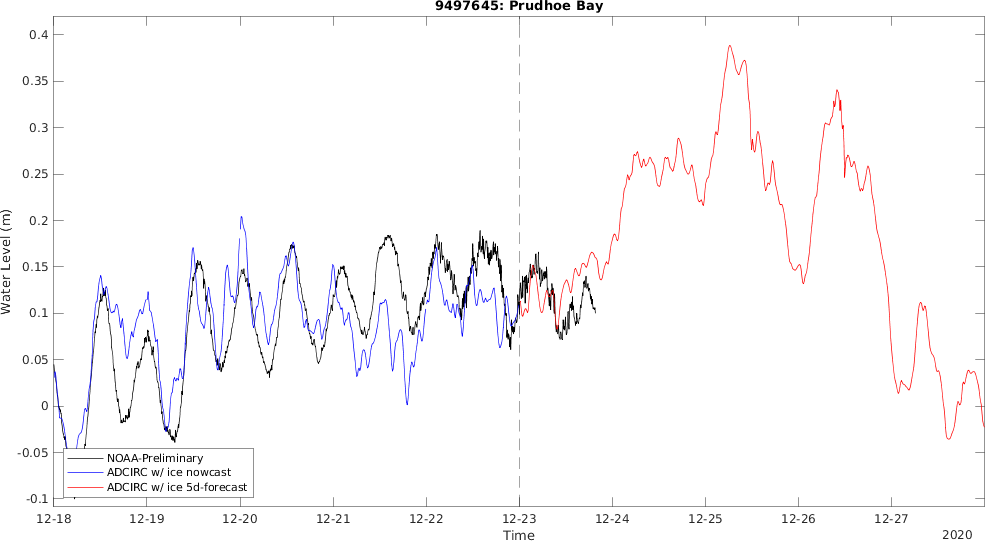 9497645: Prudhoe Bay
Water Level (m)
0.4
0.35
0.3
0.25
0.2
0.15
0.1
0.05
0
-0.05
-0.1
NOAA-Preliminary
ADCIRC w/ ice nowcast
ADCIRC w/ ice 5d-forecast
12-18 12-19 12-20 12-21 12-22 12-23 12-24 12-25 12-26 12-27
Time
2020